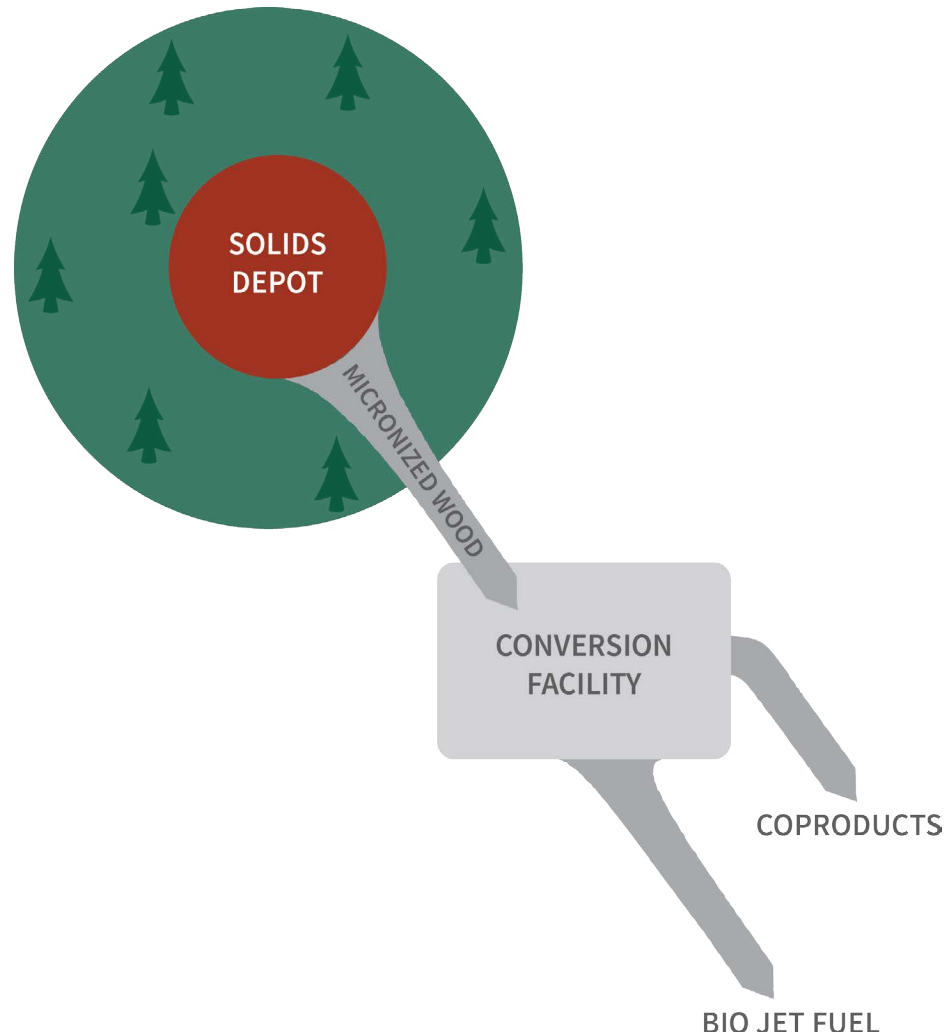 SOLIDS
DEPOT
MICRONIZED WOOD
CONVERSION
FACILITY
COPRODUCTS
BIO JET FUEL